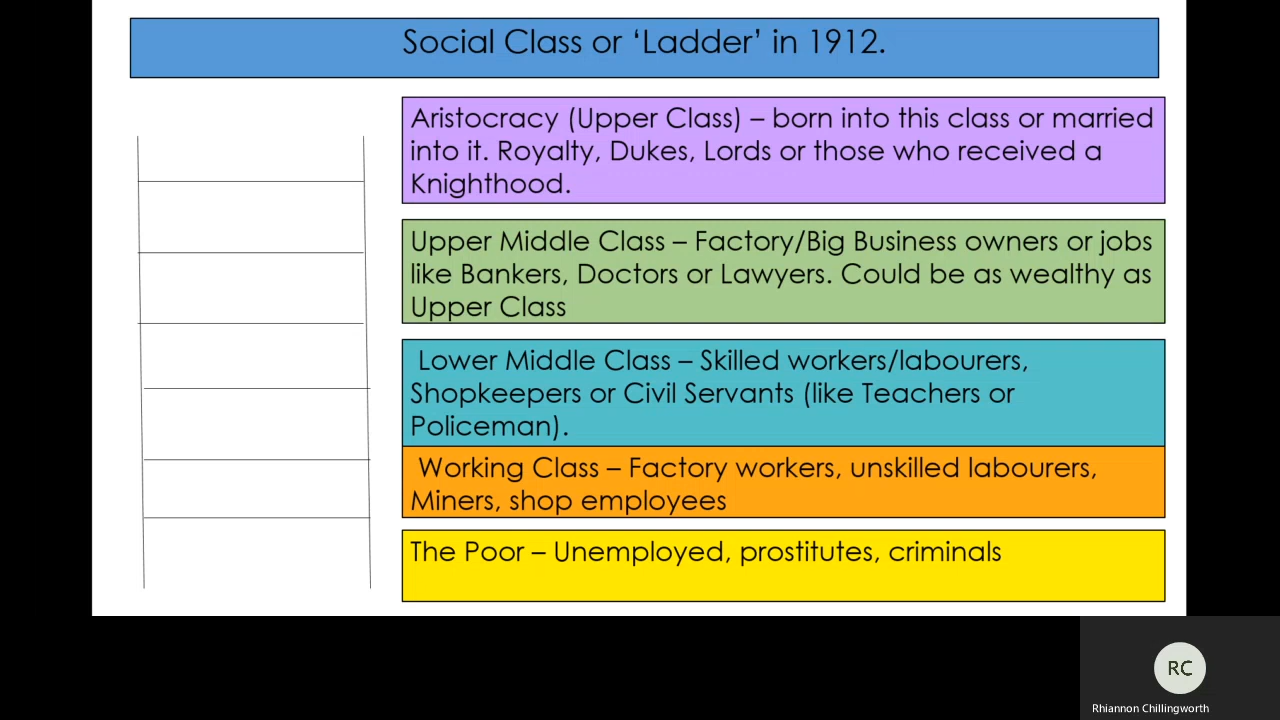 Social Class or ‘Ladder’ in 1912.
Aristocracy (Upper Class) – born into this class or married
into it. Royalty, Dukes, Lords or those who received a
Knighthood.
Upper Middle Class – Factory/Big Business owners or jobs
like Bankers, Doctors or Lawyers. Could be as wealthy as
Upper Class
Lower Middle Class – Skilled workers/labourers,
Shopkeepers or Civil Servants (like Teachers or
Policeman).
Working Class – Factory workers, unskilled labourers,
Miners, shop employees
The Poor – Unemployed, prostitutes, criminals
RC
Rhiannon Chillingworth